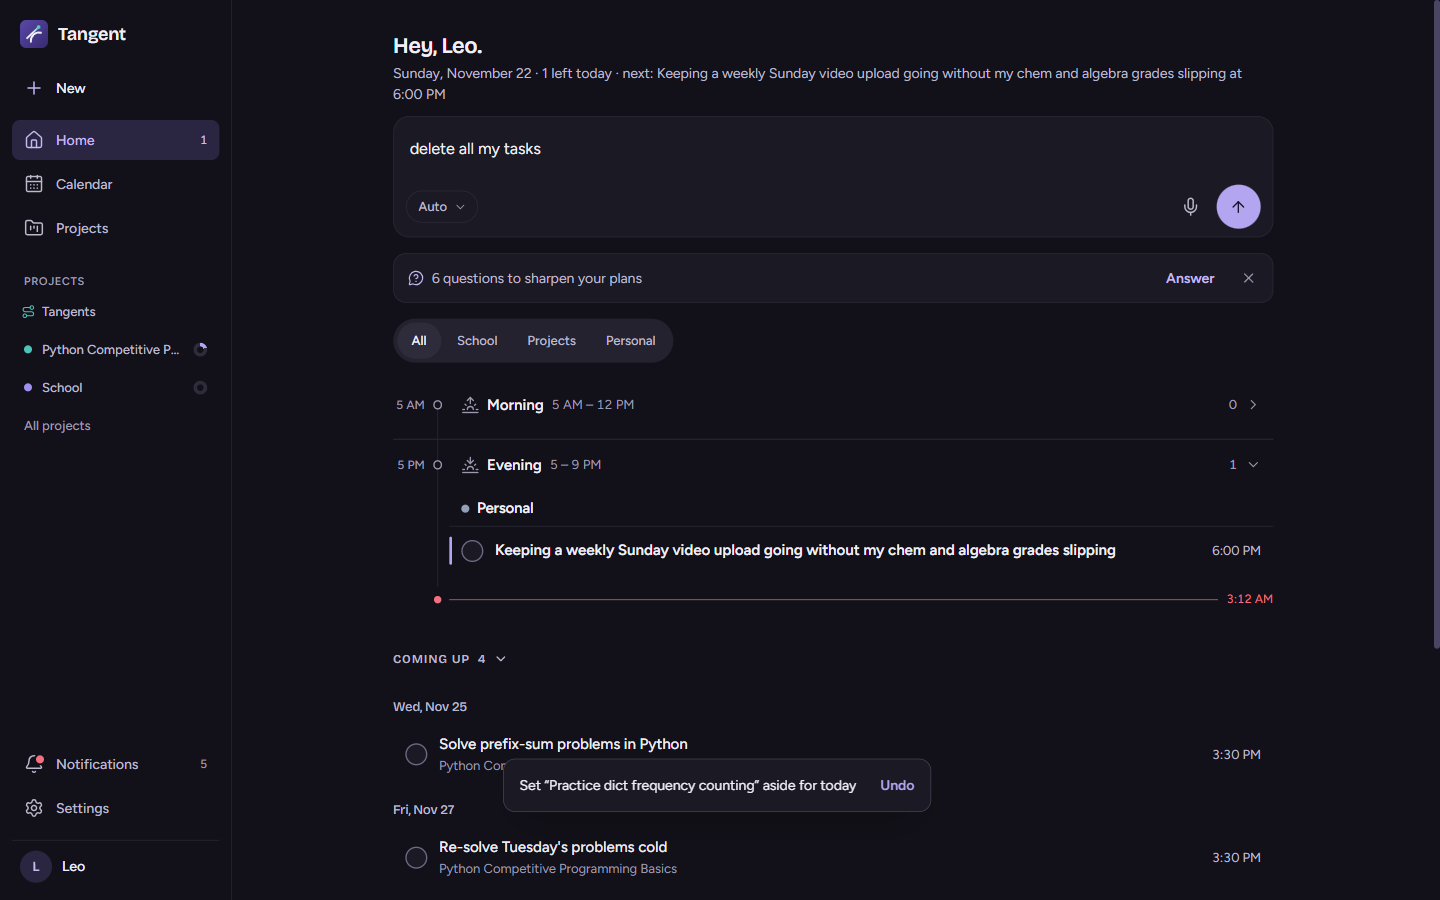 Tangent
New
Home 1
Calendar
Projects
PROJECTS
Tangents
Python Competitive P...
School
All projects
Notifications 5
Settings
L Leo
Hey, Leo.
Sunday, November 22 · 1 left today · next: Keeping a weekly Sunday video upload going without my chem and algebra grades slipping at
6:00 PM
delete all my tasks
Auto
6 questions to sharpen your plans Answer
All School Projects Personal
5 AM Morning 5 AM – 12 PM 0
5 PM Evening 5 – 9 PM 1
Personal
Keeping a weekly Sunday video upload going without my chem and algebra grades slipping 6:00 PM
3:12 AM
COMING UP 4
Wed, Nov 25
Solve prefix-sum problems in Python 3:30 PM
Python
Set “Practice dict frequency counting” aside for today Undo
Fri, Nov 27
Re-solve Tuesday's problems cold 3:30 PM
Python Competitive Programming Basics